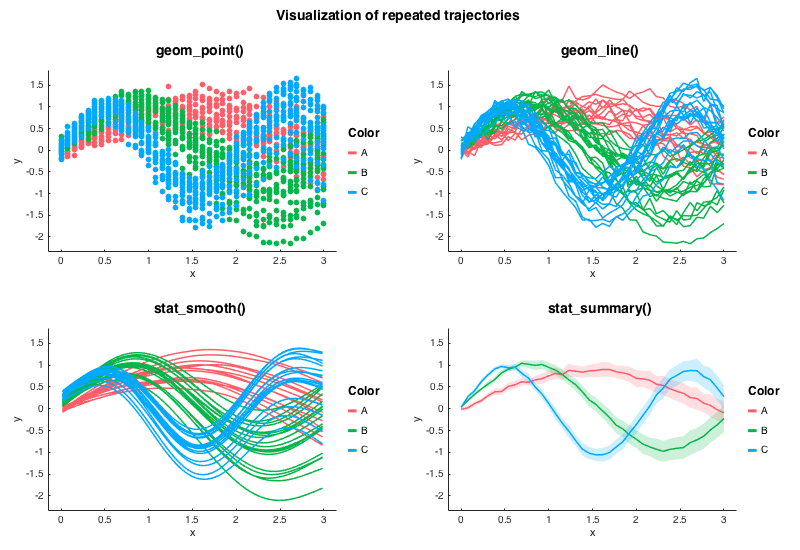 Visualization of repeated trajectories
geom_point()
1.5
1
0.5
0
-0.5
-1
-1.5
-2
y
0 0.5 1 1.5 2 2.5 3
x
Color
A
B
C
geom_line()
1.5
1
0.5
0
-0.5
-1
-1.5
-2
y
0 0.5 1 1.5 2 2.5 3
x
Color
A
B
C
stat_smooth()
1.5
1
0.5
0
-0.5
-1
-1.5
-2
y
0 0.5 1 1.5 2 2.5 3
x
Color
A
B
C
stat_summary()
1.5
1
0.5
0
-0.5
-1
-1.5
-2
y
0 0.5 1 1.5 2 2.5 3
x
Color
A
B
C